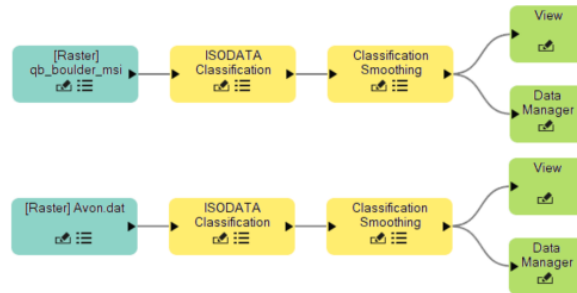 [Raster]
qb_boulder_msi
ISODATA
Classification
Classification
Smoothing
View
Data
Manager
[Raster] Avon.dat
ISODATA
Classification
Classification
Smoothing
View
Data
Manager